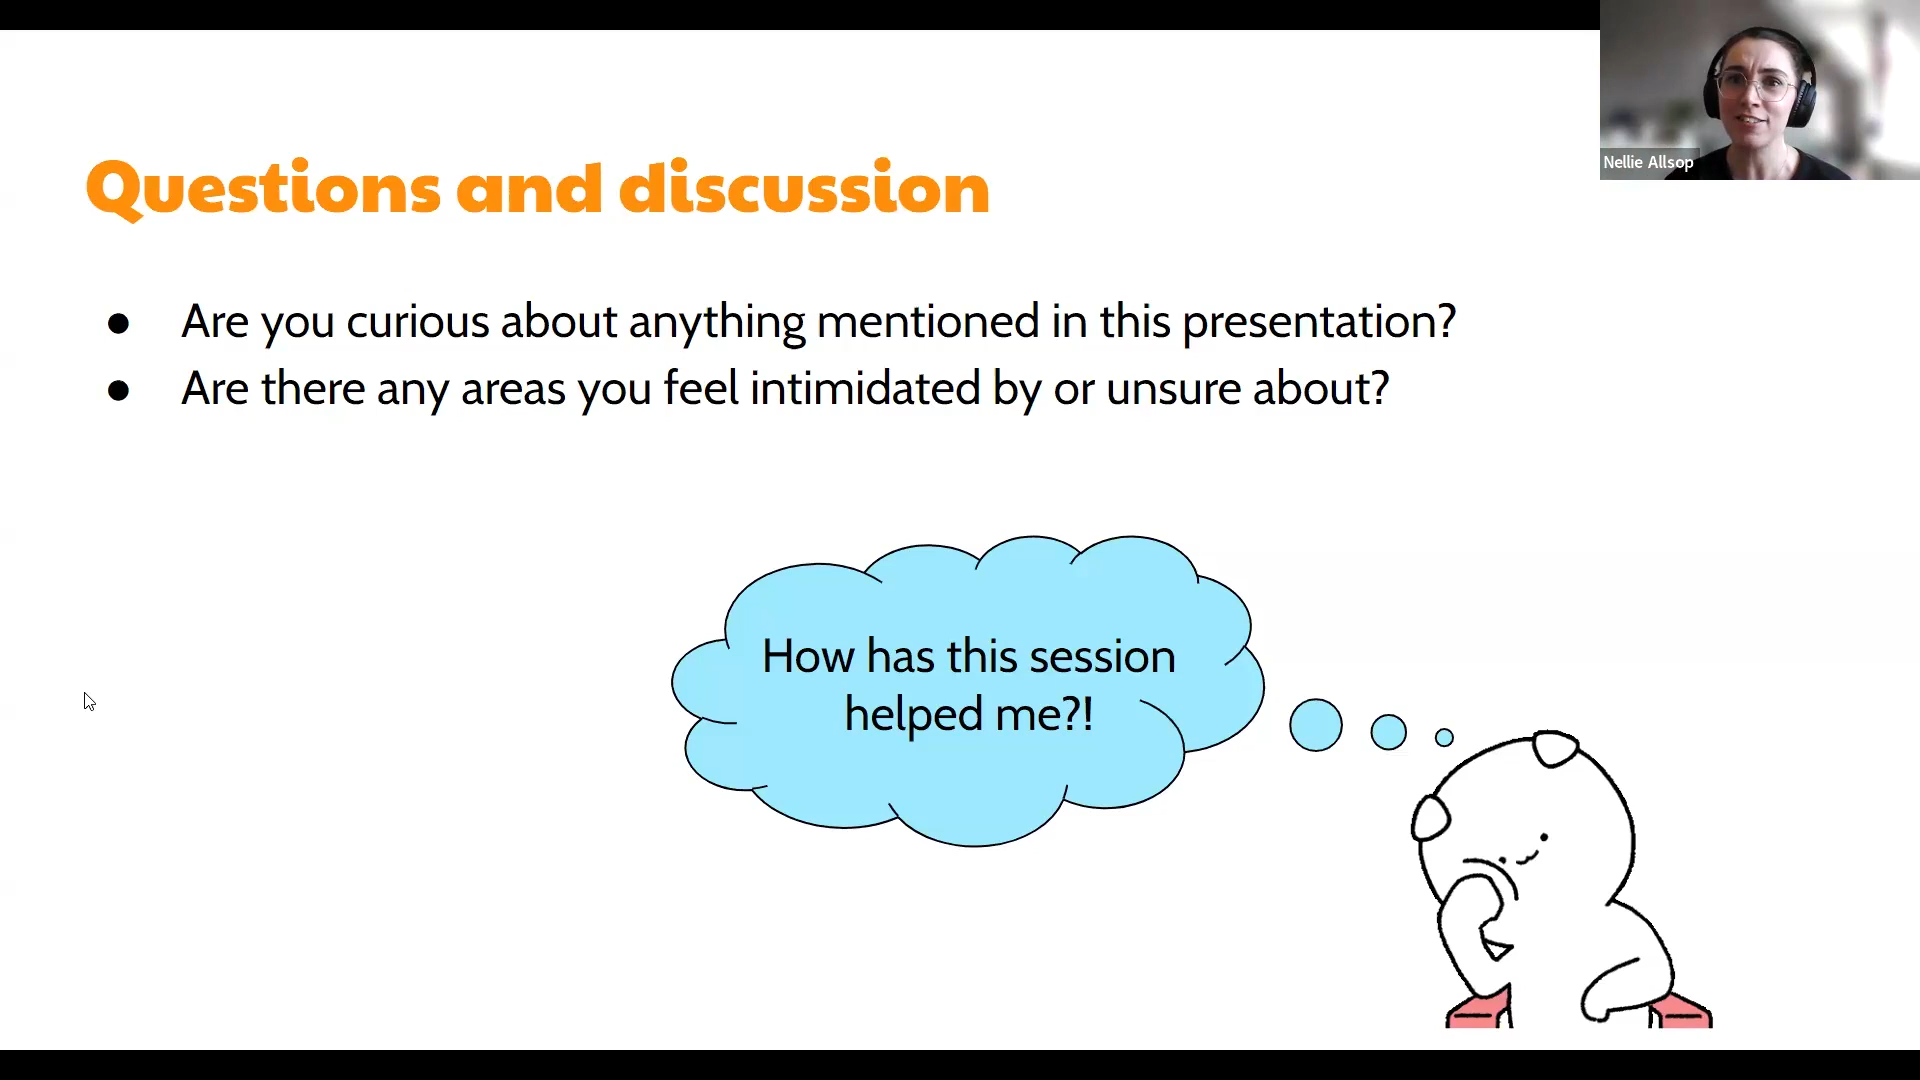 Nellie Allsop
Questions and discussion
● Are you curious about anything mentioned in this presentation?
● Are there any areas you feel intimidated by or unsure about?
How has this session
helped me?!